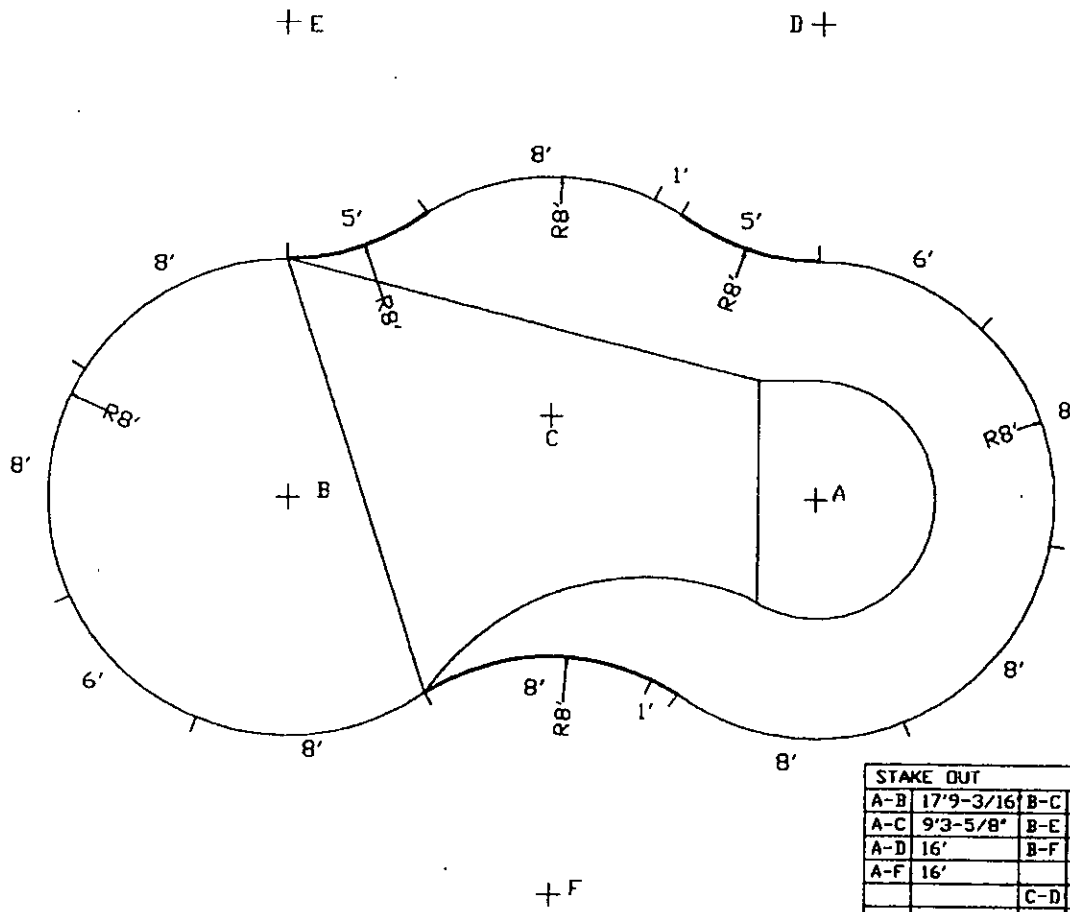 E
D
8'
1'
5'
5'
R8'
8'
6'
R8'
R8'
C
8
R8'
R8'
8'
B
A
6'
8'
8'
1'
R8'
8'
8'
STAKE OUT
A-B 17'9-3/16" B-C
A-C 9'3-5/8" B-E
A-D 16' B-F
A-F 16'
C-D
F